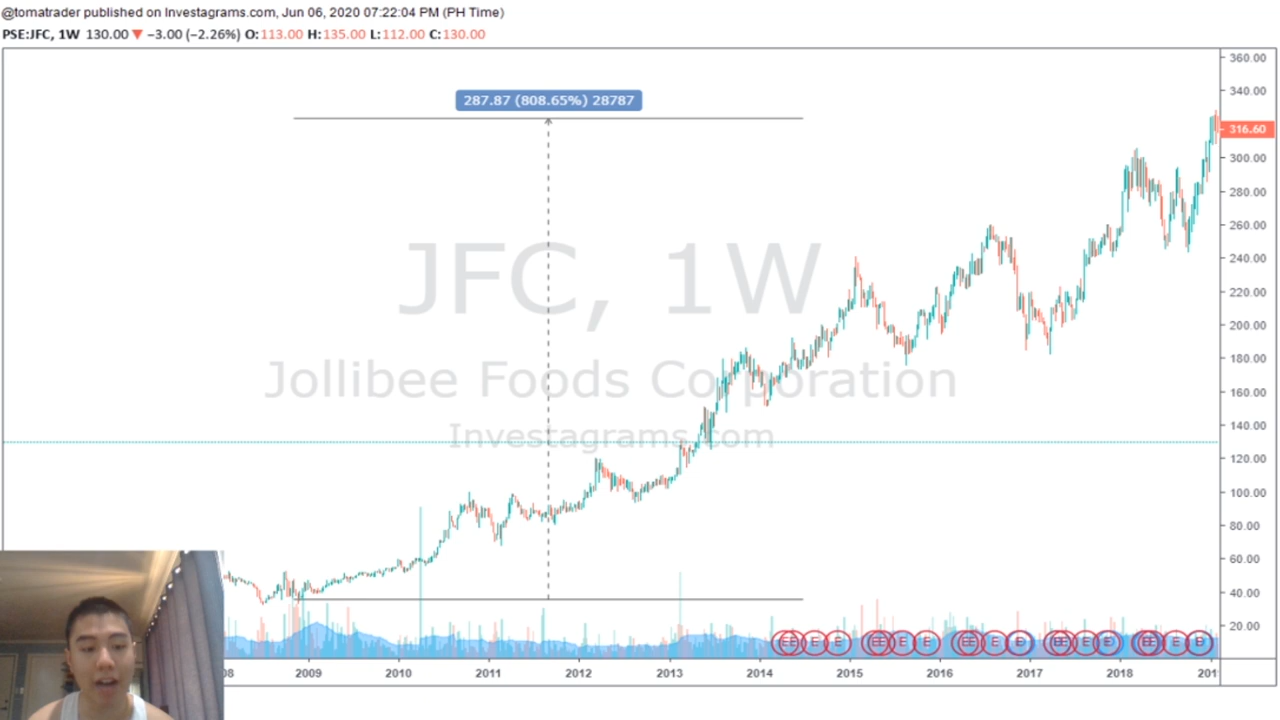 @tomatrader published on Investagrams.com, Jun 06, 2020 07:22:04 PM (PH Time)
PSE:JFC, 1W 130.00 ▼ −3.00 (−2.26%) O:113.00 H:135.00 L:112.00 C:130.00
360.00
340.00
287.87 (808.65%) 28787
316.60
300.00
280.00
260.00
JFC, 1W
240.00
220.00
200.00
180.00
Jollibee Foods Corporation
160.00
140.00
Investagrams.com
120.00
100.00
80.00
60.00
40.00
20.00
E E E E E E E E E E D E E D E E D
08 2009 2010 2011 2012 2013 2014 2015 2016 2017 2018 201